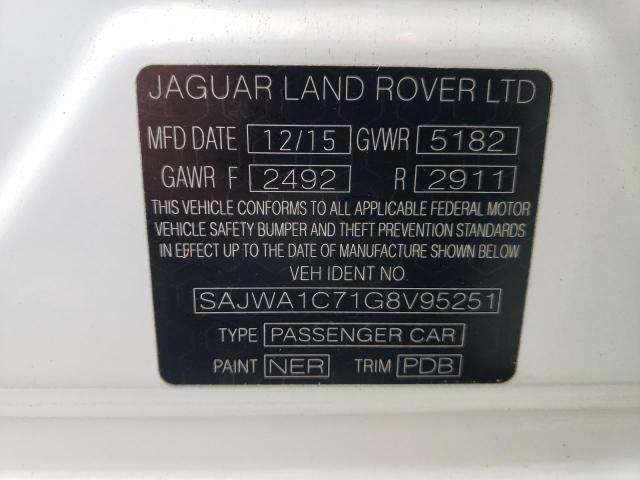 JAGUAR LAND ROVER LTD
MFD DATE 12/15 GVWR 5182
GAWR F 2492 R 2911
THIS VEHICLE CONFORMS TO ALL APPLICABLE FEDERAL MOTOR
VEHICLE SAFETY BUMPER AND THEFT PREVENTION STANDARDS
IN EFFECT UP TO THE DATE OF MANUFACTURE SHOWN BELOW
VEH IDENT NO.
SAJWA1C71G8V95251
TYPE PASSENGER CAR
PAINT NER TRIM PDB